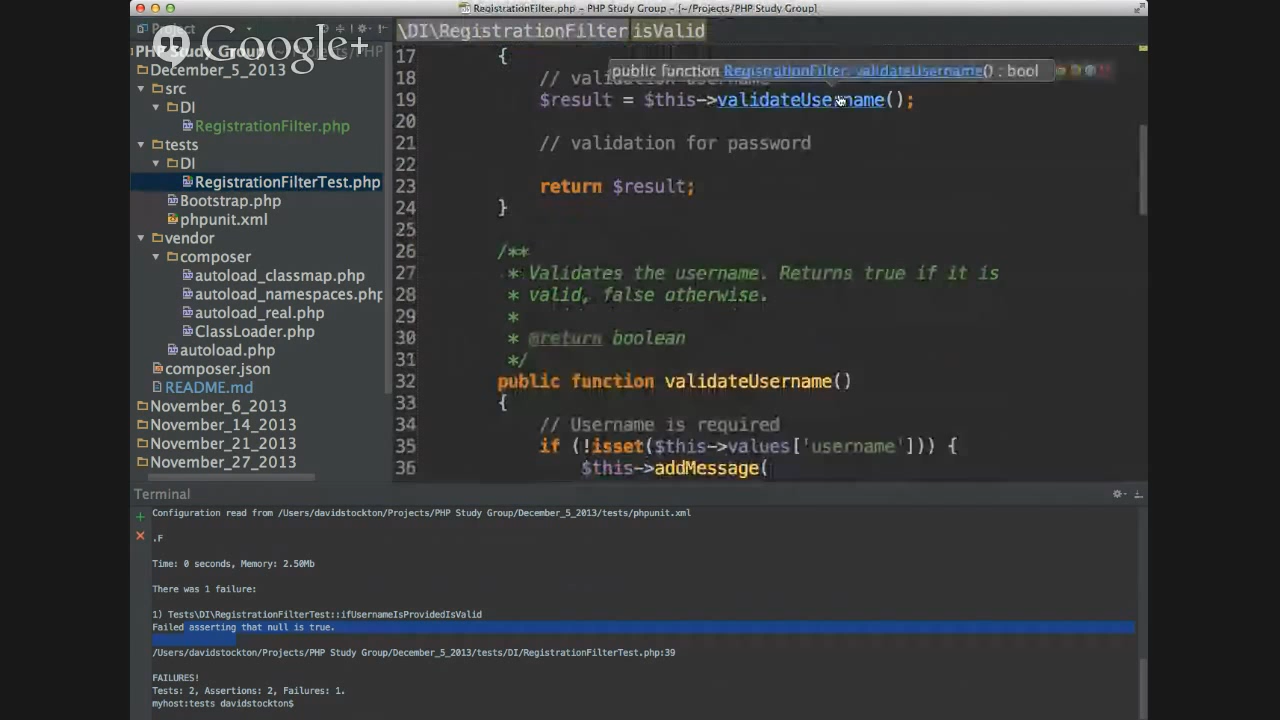 RegistrationFilter.php - PHP Study Group - [~/Projects/PHP Study Group]
Project
Google+
\DI\RegistrationFilter isValid
PHP Study Group
December_5_2013
src
DI
RegistrationFilter.php
tests
DI
RegistrationFilterTest.php
Bootstrap.php
phpunit.xml
vendor
composer
autoload_classmap.php
autoload_namespaces.php
autoload_real.php
ClassLoader.php
autoload.php
composer.json
README.md
November_6_2013
November_14_2013
November_21_2013
November_27_2013
17 {
public function RegistrationFilter. validateUsername() : bool
18 // validation username
19 $result = $this->validateUsername();
20
21 // validation for password
22
23 return $result;
24 }
25
26 /**
27 * Validates the username. Returns true if it is
28 * valid, false otherwise.
29 *
30 * @return boolean
31 */
32 public function validateUsername()
33 {
34 // Username is required
35 if (!isset($this->values['username'])) {
36 $this->addMessage(
Terminal
Configuration read from /Users/davidstockton/Projects/PHP Study Group/December_5_2013/tests/phpunit.xml
.F
Time: 0 seconds, Memory: 2.50Mb
There was 1 failure:
1) Tests\DI\RegistrationFilterTest::ifUsernameIsProvidedIsValid
Failed asserting that null is true.
/Users/davidstockton/Projects/PHP Study Group/December_5_2013/tests/DI/RegistrationFilterTest.php:39
FAILURES!
Tests: 2, Assertions: 2, Failures: 1.
myhost:tests davidstockton$